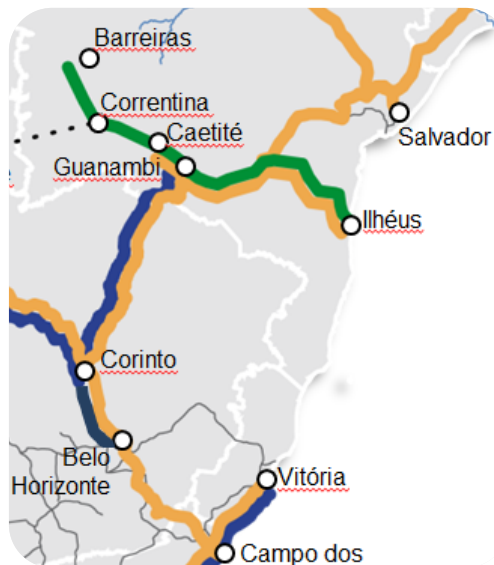 Barreiras
Correntina
Caetité
Guanambi
Salvador
Ilhéus
Corinto
Belo
Horizonte
Vitória
Campo dos